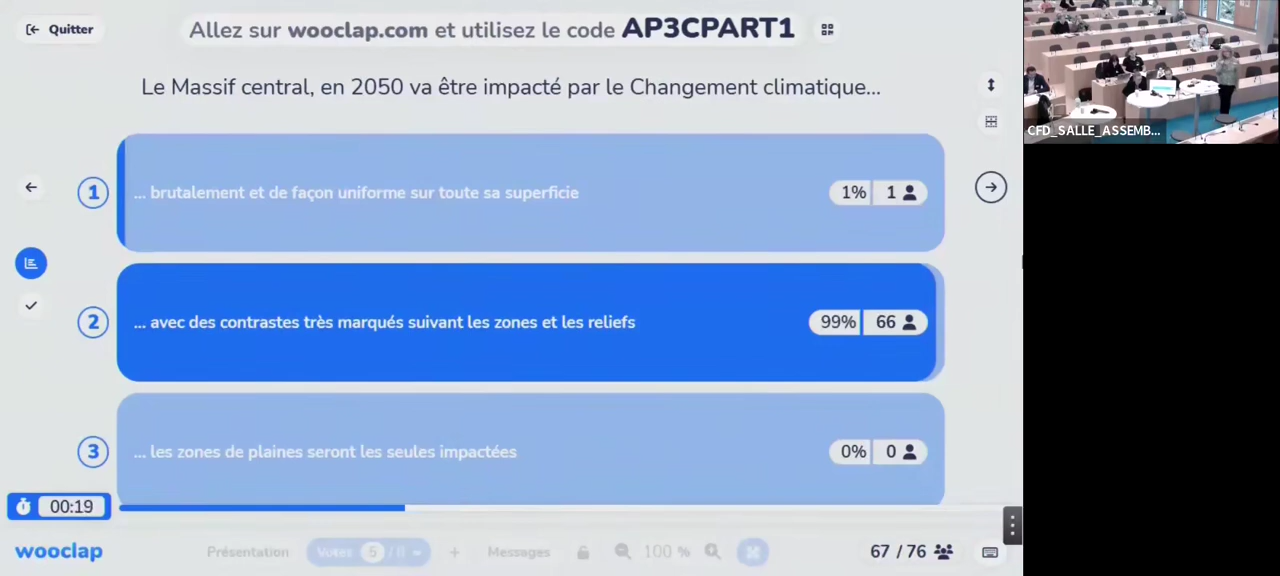 Quitter
Allez sur wooclap.com et utilisez le code AP3CPART1
Le Massif central, en 2050 va être impacté par le Changement climatique...
1 ... brutalement et de façon uniforme sur toute sa superficie 1% 1
2 ... avec des contrastes très marqués suivant les zones et les reliefs 99% 66
3 ... les zones de plaines seront les seules impactées 0% 0
00:19
wooclap Présentation Votes 5 / 6 + Messages 100 % 67 / 76
CFD_SALLE_ASSEMB...